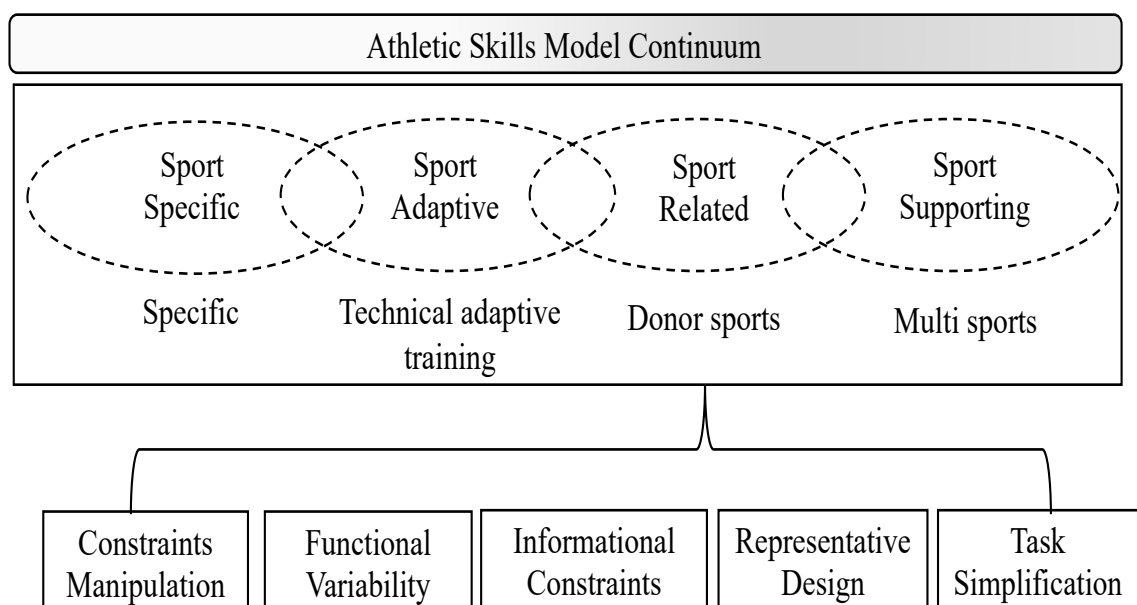 Athletic Skills Model Continuum
Sport
Specific
Sport
Adaptive
Sport
Related
Sport
Supporting
Specific
Technical adaptive
training
Donor sports
Multi sports
Constraints
Manipulation
Functional
Variability
Informational
Constraints
Representative
Design
Task
Simplification